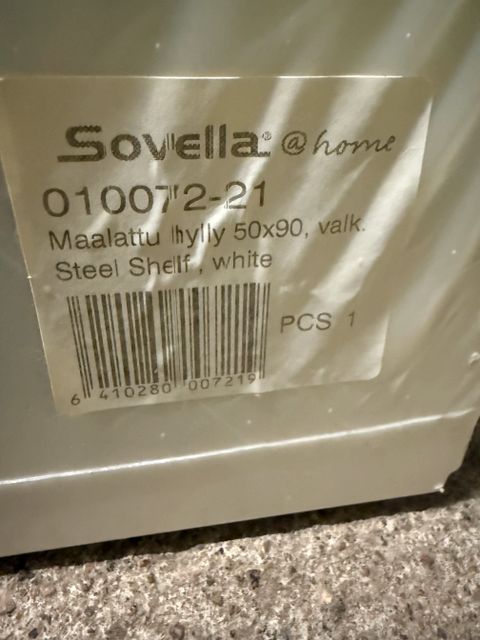 Sovella @home
010072-21
Maalattu hylly 50x90, valk.
Steel Shelf , white
PCS 1
6 410280 007219